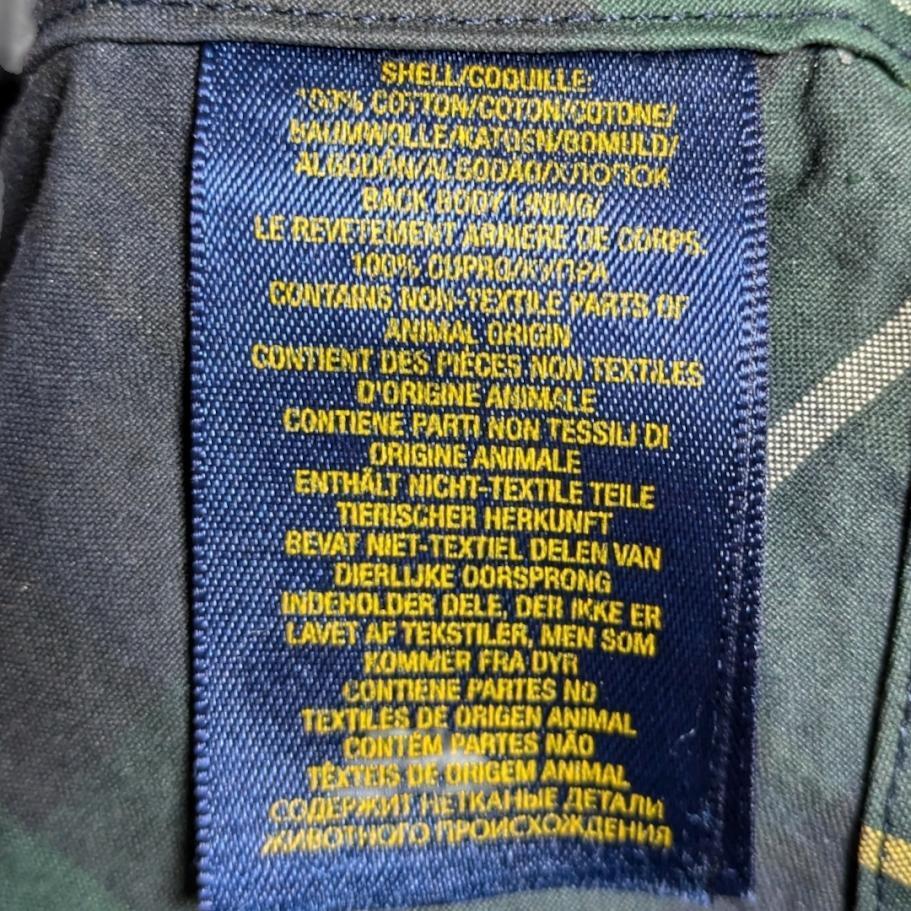 SHELL/COQUILLE:
100% COTTON/COTON/COTONE/
BAUMWOLLE/KATOEN/BOMULD/
ALGODÓN/ALGODÃO/ХЛОПОК
BACK BODY LINING/
LE REVETEMENT ARRIERE DE CORPS:
100% CUPRO/КУПРА
CONTAINS NON-TEXTILE PARTS OF
ANIMAL ORIGIN
CONTIENT DES PIÈCES NON TEXTILES
D'ORIGINE ANIMALE
CONTIENE PARTI NON TESSILI DI
ORIGINE ANIMALE
ENTHÄLT NICHT-TEXTILE TEILE
TIERISCHER HERKUNFT
BEVAT NIET-TEXTIEL DELEN VAN
DIERLIJKE OORSPRONG
INDEHOLDER DELE, DER IKKE ER
LAVET AF TEKSTILER, MEN SOM
KOMMER FRA DYR
CONTIENE PARTES NO
TEXTILES DE ORIGEN ANIMAL
CONTÉM PARTES NÃO
TÊXTEIS DE ORIGEM ANIMAL
СОДЕРЖИТ НЕТКАНЫЕ ДЕТАЛИ
ЖИВОТНОГО ПРОИСХОЖДЕНИЯ